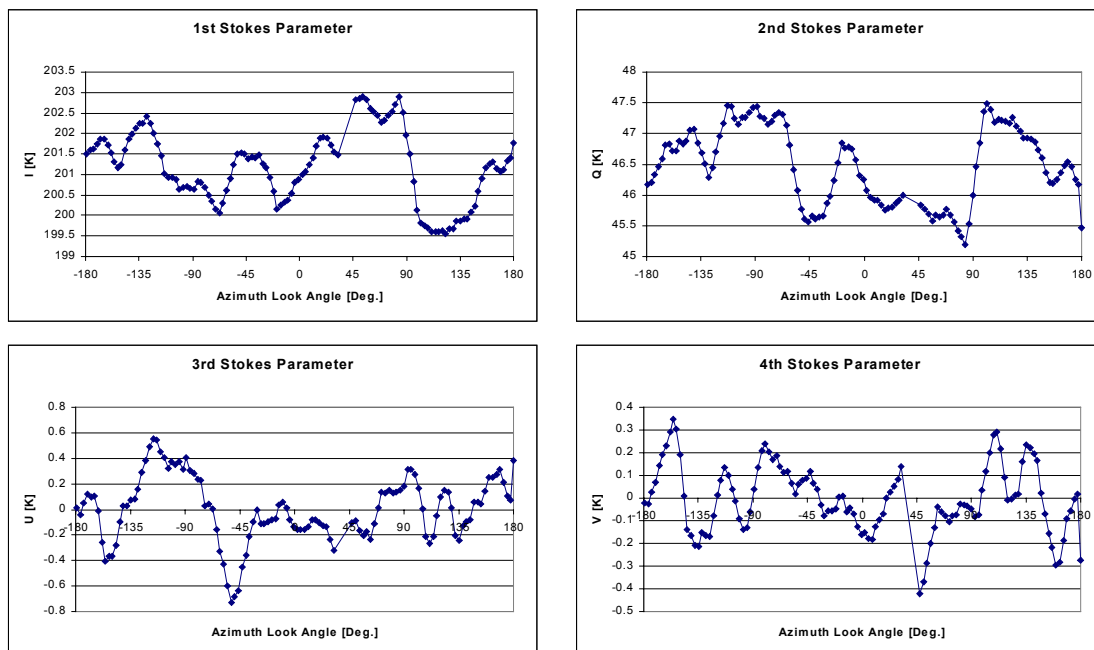 1st Stokes Parameter
I [K]
203.5
203
202.5
202
201.5
201
200.5
200
199.5
199
-180 -135 -90 -45 0 45 90 135 180
Azimuth Look Angle [Deg.]
2nd Stokes Parameter
Q [K]
48
47.5
47
46.5
46
45.5
45
-180 -135 -90 -45 0 45 90 135 180
Azimuth Look Angle [Deg.]
3rd Stokes Parameter
U [K]
0.8
0.6
0.4
0.2
0
-0.2
-0.4
-0.6
-0.8
-180 -135 -90 -45 0 45 90 135 180
Azimuth Look Angle [Deg.]
4th Stokes Parameter
V [K]
0.4
0.3
0.2
0.1
0
-0.1
-0.2
-0.3
-0.4
-0.5
-180 -135 -90 -45 0 45 90 135 180
Azimuth Look Angle [Deg.]